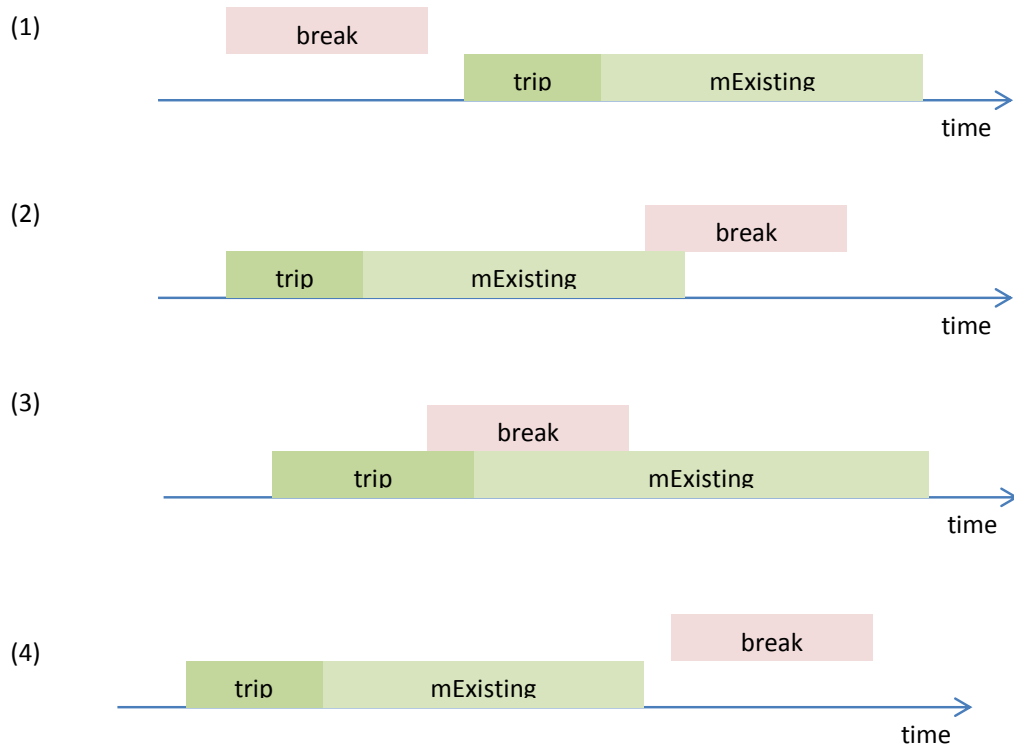 (1)
break
trip mExisting
time
(2)
break
trip mExisting
time
(3)
break
trip mExisting
time
(4)
break
trip mExisting
time